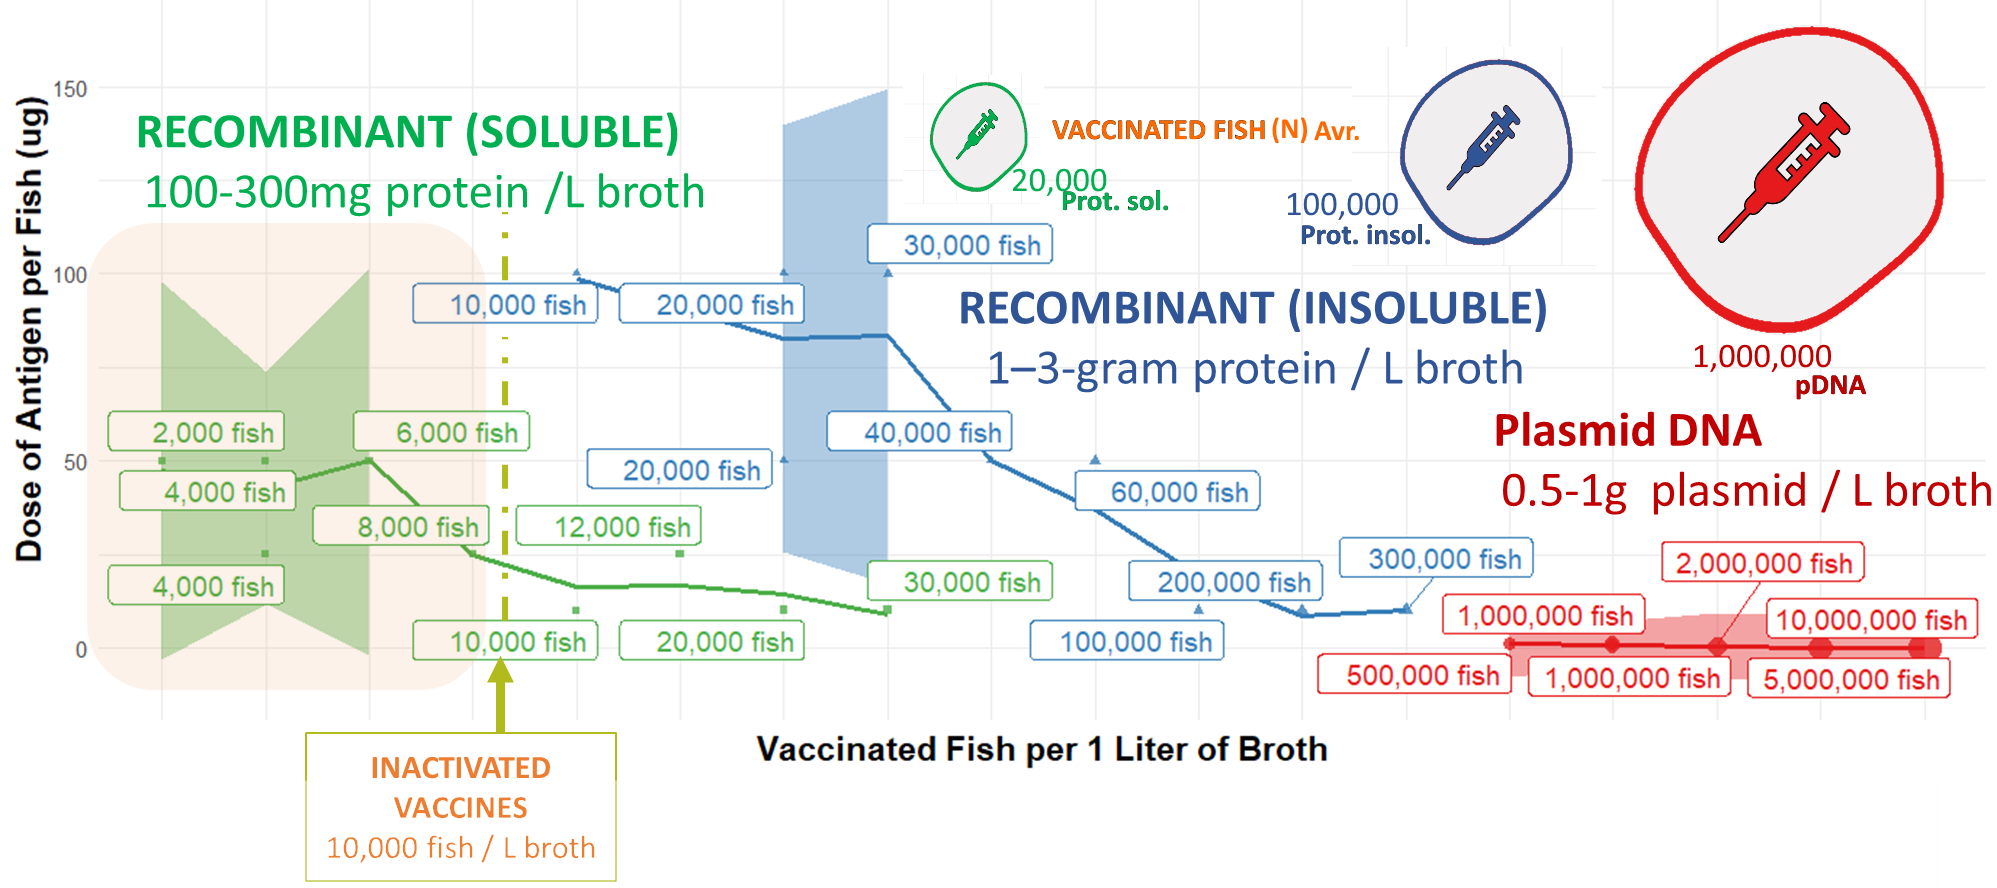 Dose of Antigen per Fish (ug)
150
100
50
0
RECOMBINANT (SOLUBLE)
100-300mg protein /L broth
VACCINATED FISH (N) Avr.
20,000
Prot. sol.
100,000
Prot. insol.
1,000,000
pDNA
30,000 fish
10,000 fish
20,000 fish
RECOMBINANT (INSOLUBLE)
1–3-gram protein / L broth
Plasmid DNA
0.5-1g plasmid / L broth
2,000 fish
6,000 fish
40,000 fish
20,000 fish
4,000 fish
60,000 fish
8,000 fish
12,000 fish
300,000 fish
2,000,000 fish
4,000 fish
30,000 fish
200,000 fish
1,000,000 fish
10,000,000 fish
10,000 fish
20,000 fish
100,000 fish
500,000 fish
1,000,000 fish
5,000,000 fish
Vaccinated Fish per 1 Liter of Broth
INACTIVATED
VACCINES
10,000 fish / L broth